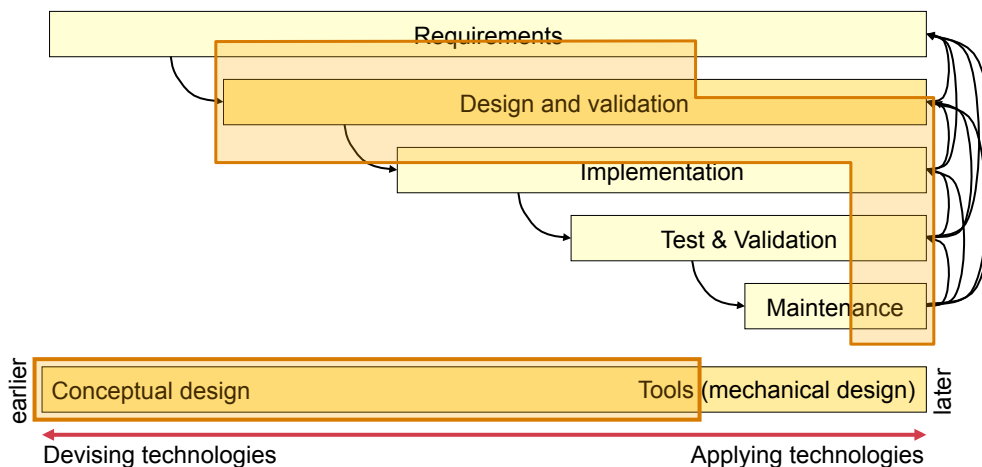 Requirements
Design and validation
Implementation
Test & Validation
Maintenance
earlier
Conceptual design
Tools (mechanical design)
later
Devising technologies
Applying technologies